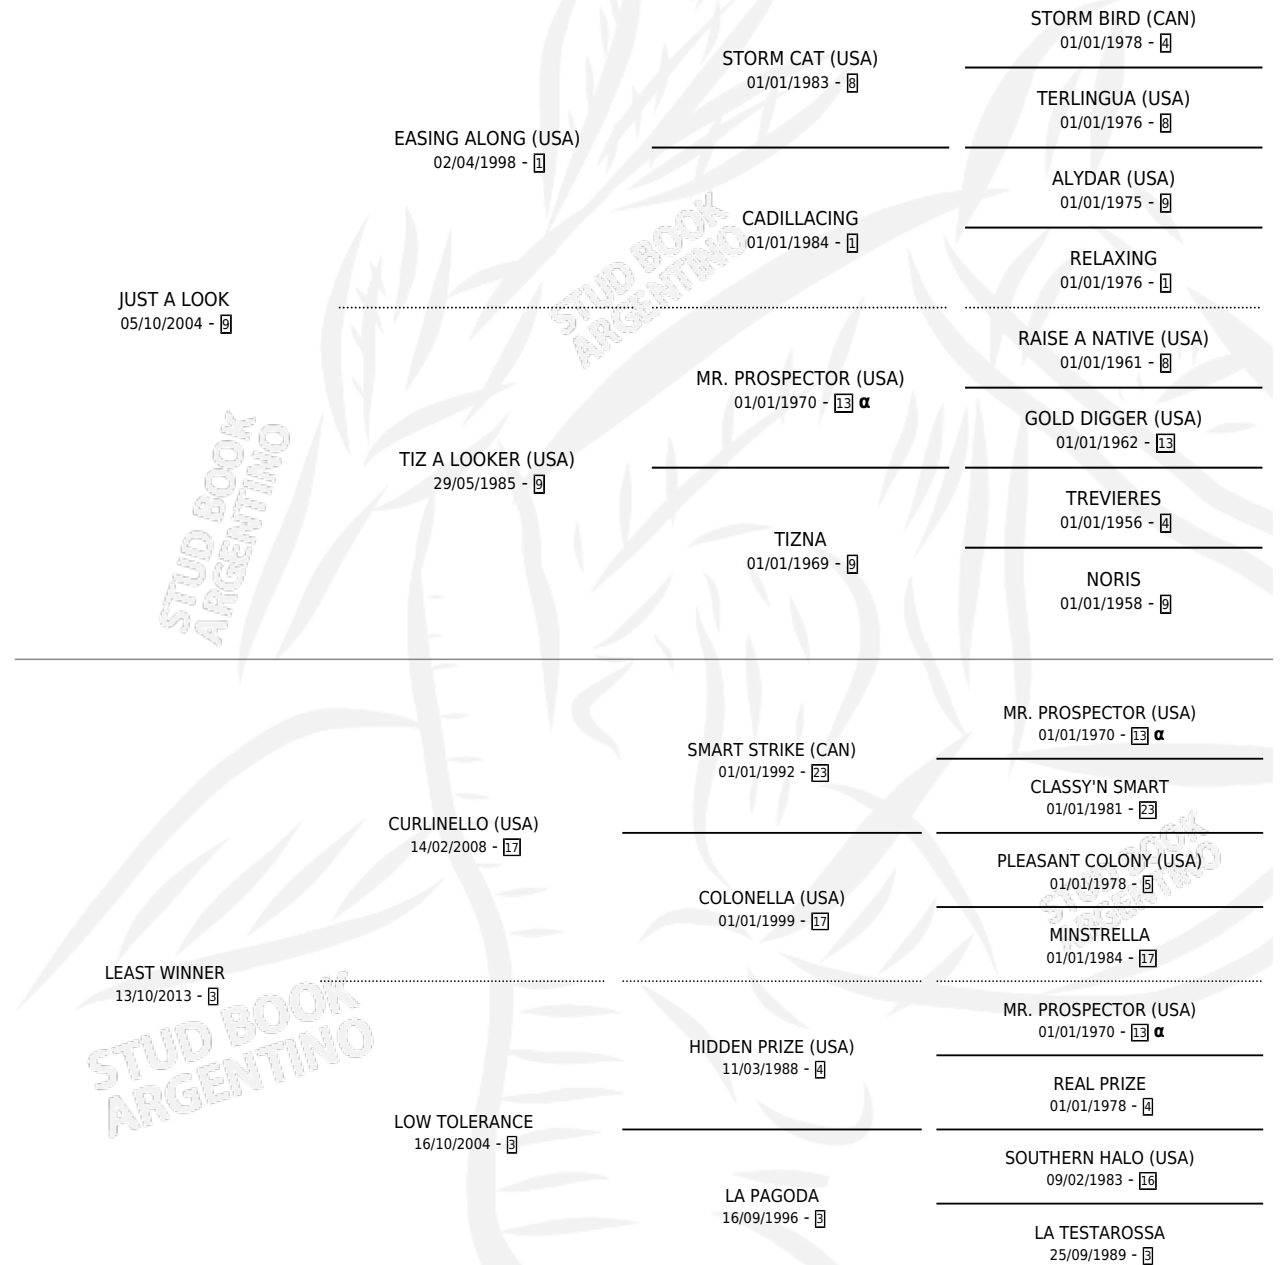 STORM BIRD (CAN)
01/01/1978 - 4
STORM CAT (USA)
01/01/1983 - 8
TERLINGUA (USA)
01/01/1976 - 8
EASING ALONG (USA)
02/04/1998 - 1
ALYDAR (USA)
01/01/1975 - 9
CADILLACING
01/01/1984 - 1
RELAXING
01/01/1976 - 1
JUST A LOOK
05/10/2004 - 9
RAISE A NATIVE (USA)
01/01/1961 - 8
MR. PROSPECTOR (USA)
01/01/1970 - 13 α
GOLD DIGGER (USA)
01/01/1962 - 13
TIZ A LOOKER (USA)
29/05/1985 - 9
TREVIERES
01/01/1956 - 4
TIZNA
01/01/1969 - 9
NORIS
01/01/1958 - 9
STUD BOOK
ARGENTINO
STUD BOOK
ARGENTINO
MR. PROSPECTOR (USA)
01/01/1970 - 13 α
SMART STRIKE (CAN)
01/01/1992 - 23
CLASSY'N SMART
01/01/1981 - 23
CURLINELLO (USA)
14/02/2008 - 17
PLEASANT COLONY (USA)
01/01/1978 - 5
COLONELLA (USA)
01/01/1999 - 17
MINSTRELLA
01/01/1984 - 17
LEAST WINNER
13/10/2013 - 3
MR. PROSPECTOR (USA)
01/01/1970 - 13 α
HIDDEN PRIZE (USA)
11/03/1988 - 4
REAL PRIZE
01/01/1978 - 4
LOW TOLERANCE
16/10/2004 - 3
SOUTHERN HALO (USA)
09/02/1983 - 16
LA PAGODA
16/09/1996 - 3
LA TESTAROSSA
25/09/1989 - 3
STUD BOOK
ARGENTINO
STUD BOOK
ARGENTINO